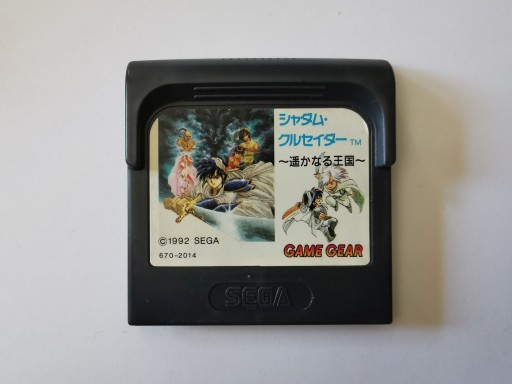 シャダム・
クルセイダー™
～遥かなる王国～
©1992 SEGA
670-2014
GAME GEAR
SEGA